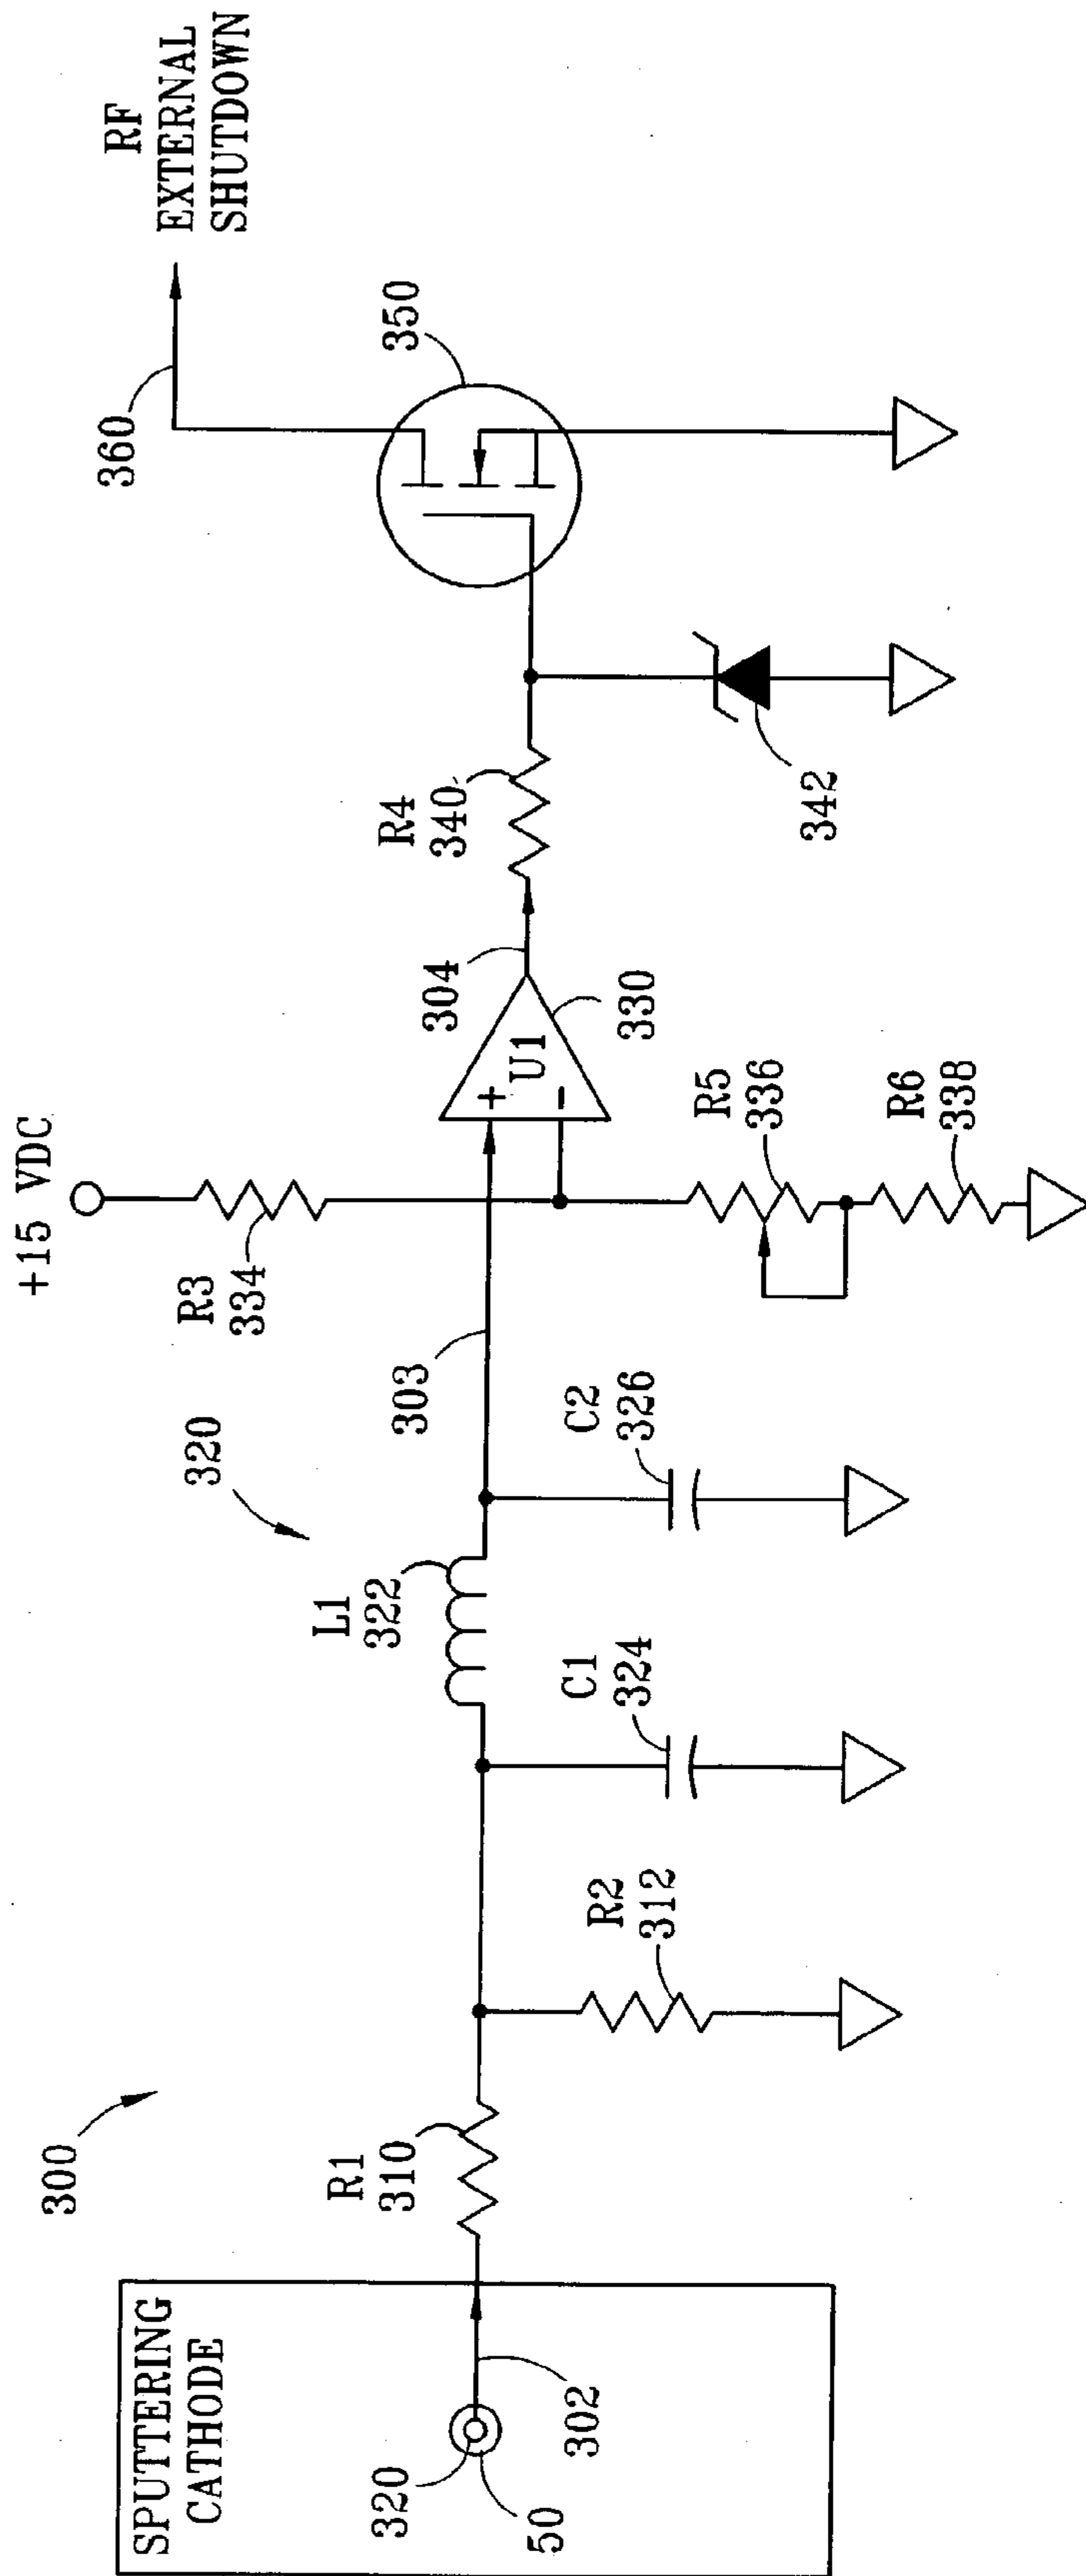 300
SPUTTERING
CATHODE
320
50
302
R1
310
R2
312
320
L1
322
C1
324
C2
326
303
+15 VDC
R3
334
+
U1
-
304
330
R5
336
R6
338
R4
340
342
350
360
RF
EXTERNAL
SHUTDOWN